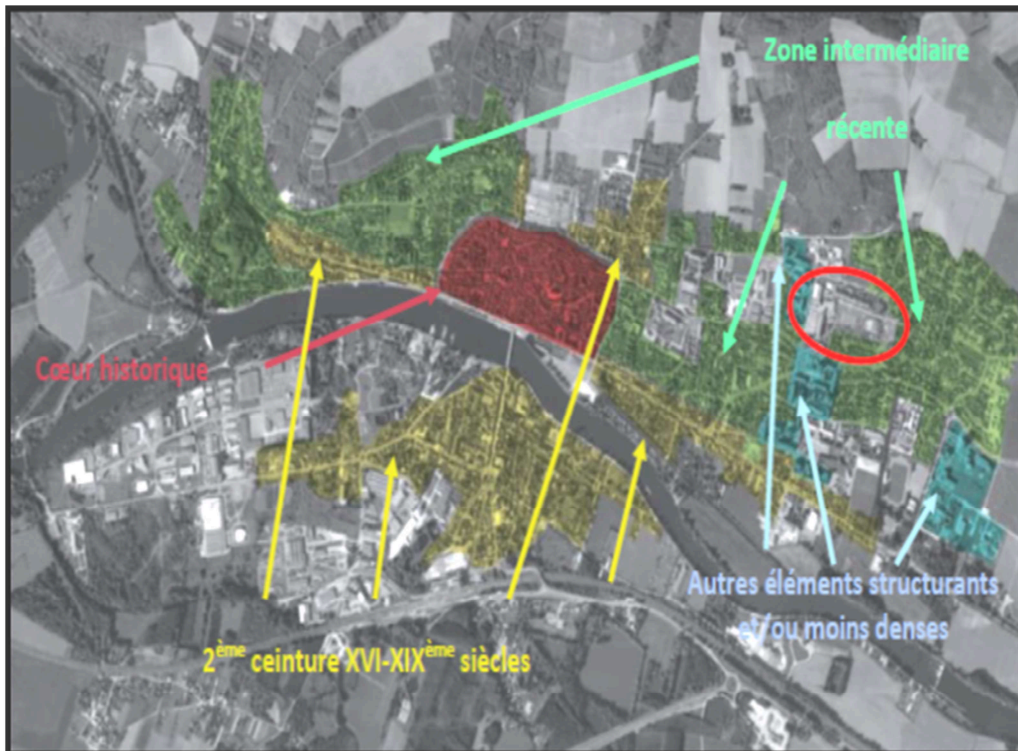 Zone intermédiaire
récente
Cœur historique
Autres éléments structurants
et/ou moins denses
2ème ceinture XVI-XIXème siècles